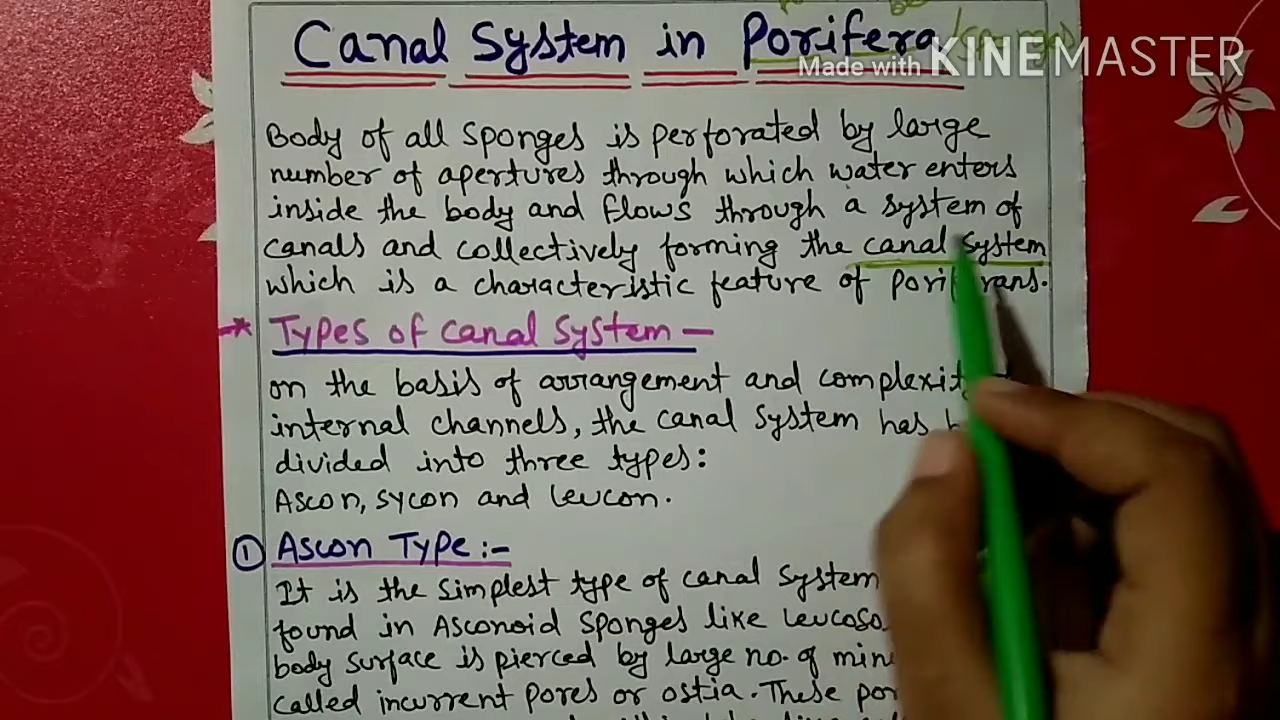 Canal System in Porifera
Made with KINEMASTER
Body of all sponges is perforated by large
number of apertures through which water enters
inside the body and flows through a system of
canals and collectively forming the canal system
which is a characteristic feature of
* Types of canal system -
on the basis of arrangement and
internal channels, the canal system has
divided into three types:
Ascon, sycon and leucon.
① Ascon Type:-
It is the simplest type of canal system
found in Asconoid sponges like
body surface is pierced by large no. of
called incurrent pores or ostia. These